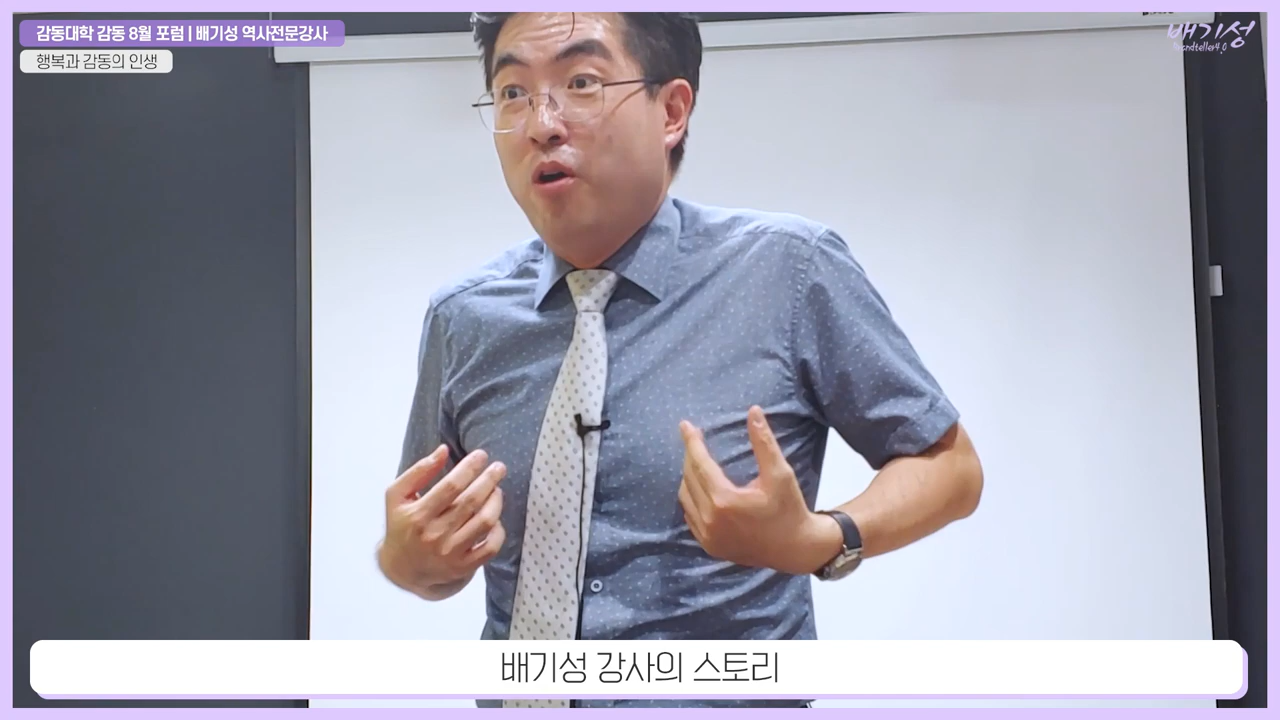 감동대학 감동 8월 포럼 | 배기성 역사전문강사
행복과 감동의 인생
배기성
Brandteller4.0
배기성 강사의 스토리